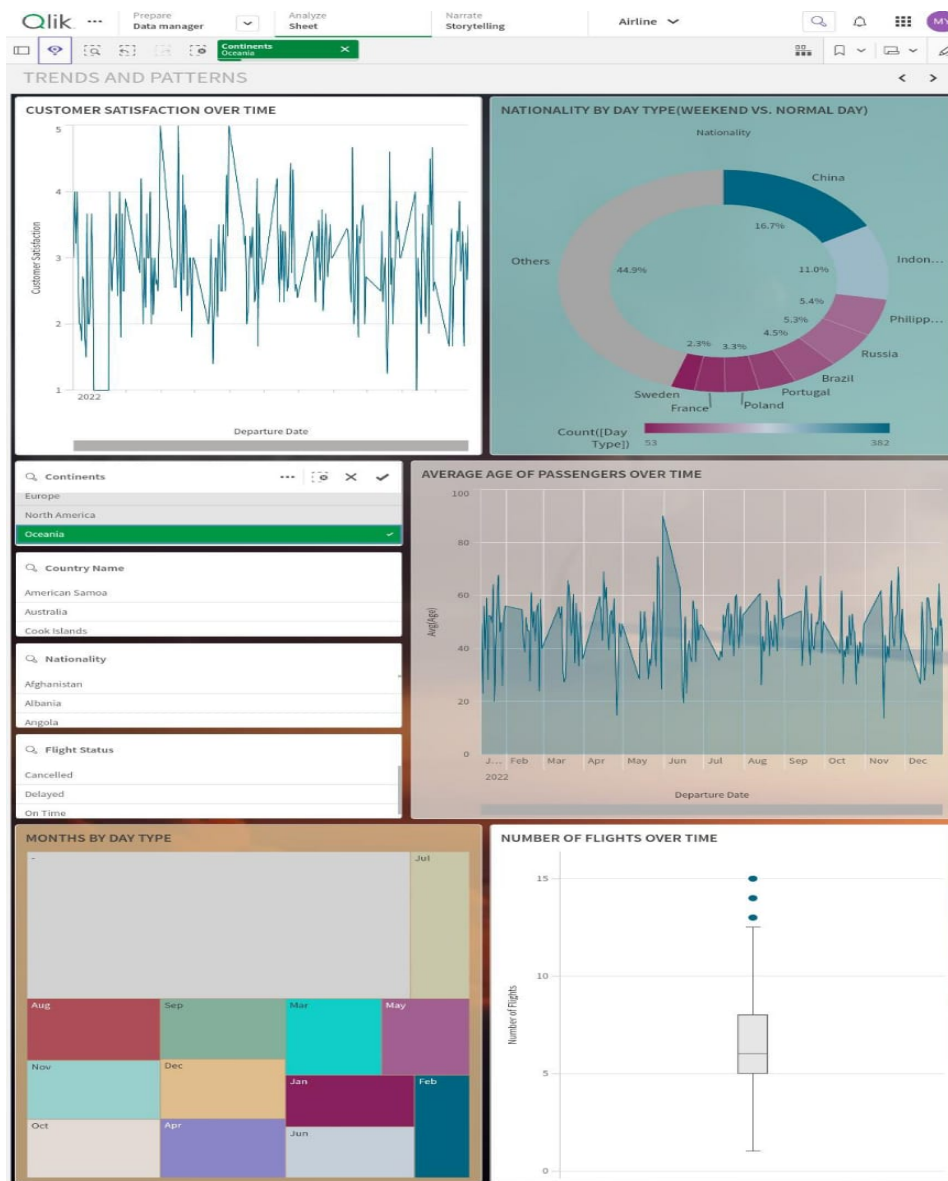 Qlik
...
Prepare
Data manager
Analyze
Sheet
Narrate
Storytelling
Airline
MY
Continents
Oceania
TRENDS AND PATTERNS
CUSTOMER SATISFACTION OVER TIME
Customer Satisfaction
5
4
3
2
1
2022
Departure Date
NATIONALITY BY DAY TYPE(WEEKEND VS. NORMAL DAY)
Nationality
China
16.7%
Others
44.9%
11.0%
Indon...
5.4%
Philipp...
5.3%
4.5%
2.3%
3.3%
Russia
Brazil
Sweden
Portugal
France
Poland
Count([Day
Type])
53
382
Continents
...
Europe
North America
Oceania
Country Name
American Samoa
Australia
Cook Islands
Nationality
Afghanistan
Albania
Angola
Flight Status
Cancelled
Delayed
On Time
AVERAGE AGE OF PASSENGERS OVER TIME
Avg(Age)
100
80
60
40
20
0
J... Feb Mar Apr May Jun Jul Aug Sep Oct Nov Dec
2022
Departure Date
MONTHS BY DAY TYPE
-
Jul
Aug
Sep
Mar
May
Nov
Dec
Jan
Feb
Oct
Apr
Jun
NUMBER OF FLIGHTS OVER TIME
Number of Flights
15
10
5
0